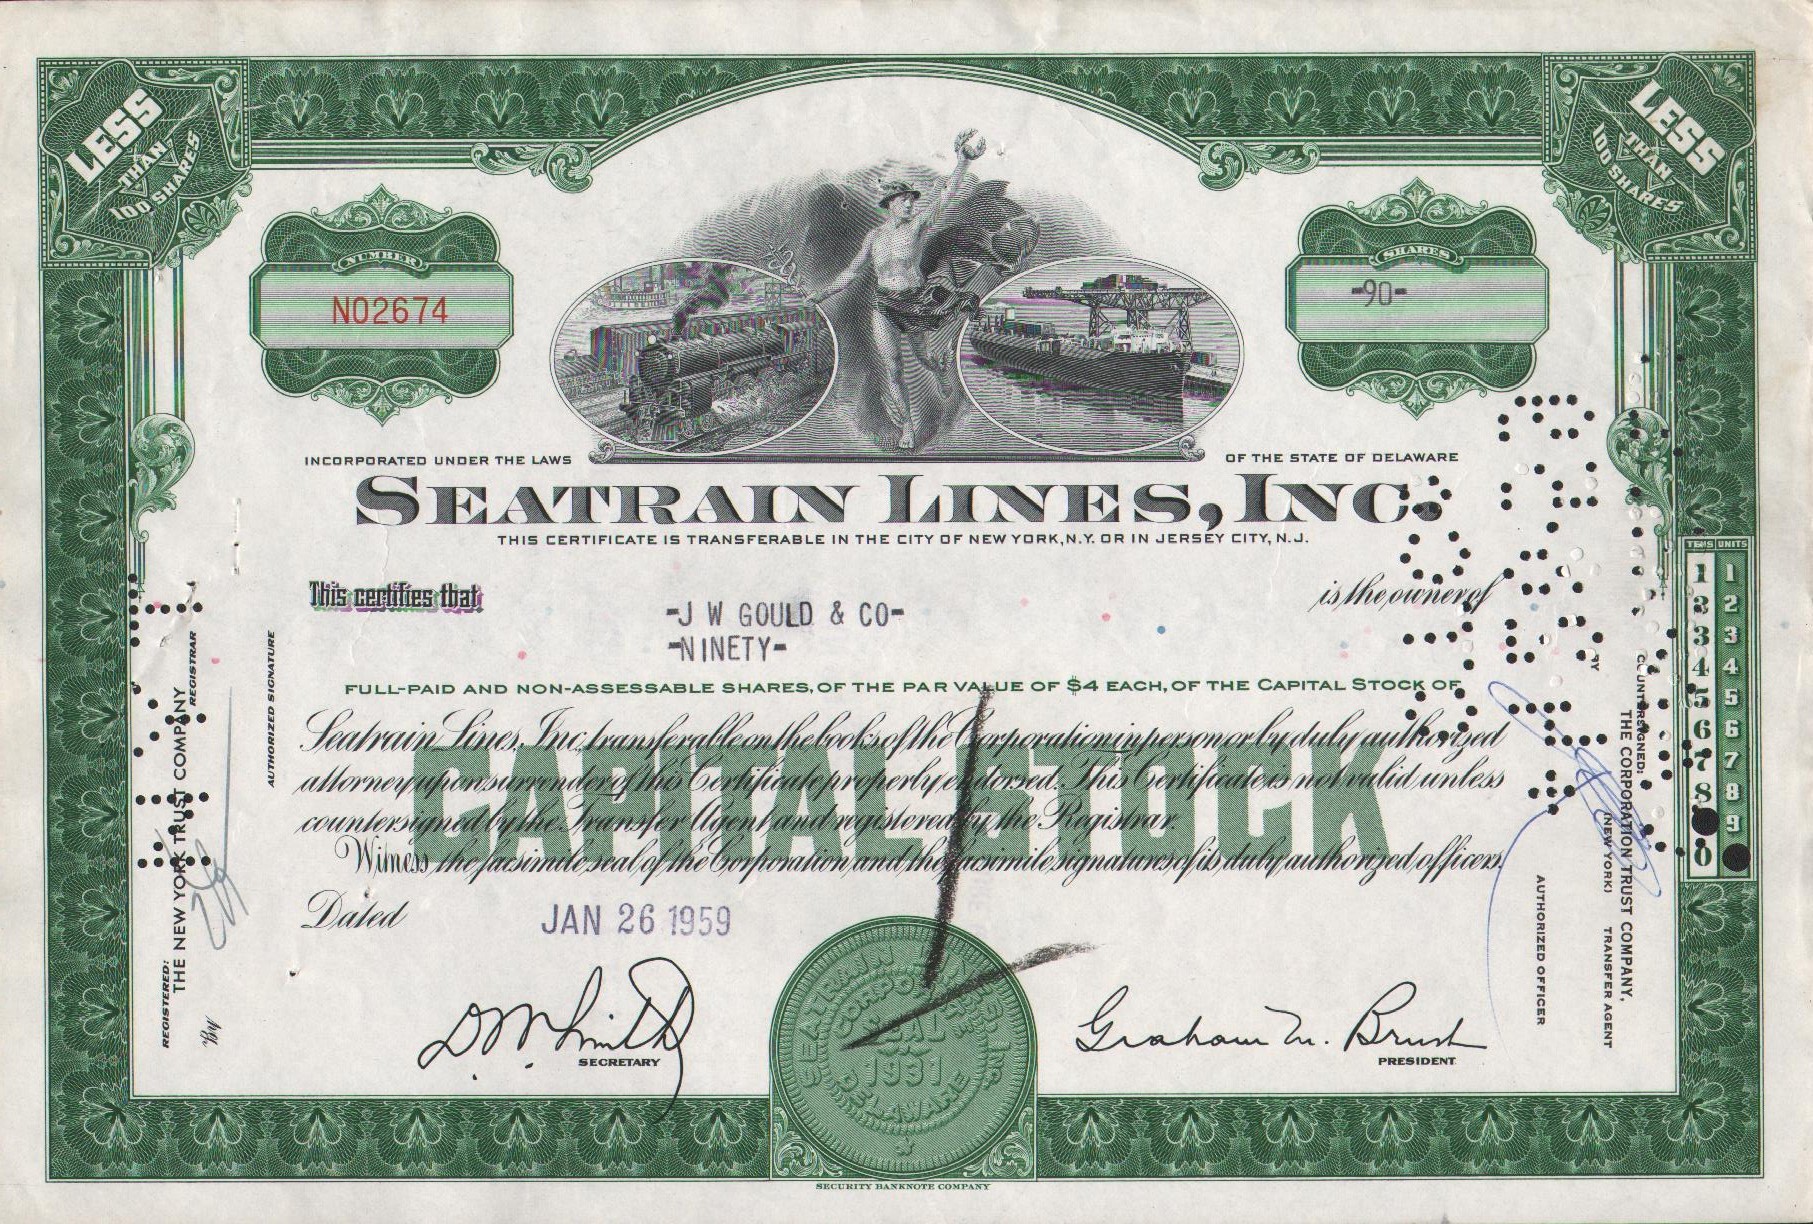 LESS
THAN
100 SHARES
LESS
THAN
100 SHARES
NUMBER
NO2674
SHARES
-90-
INCORPORATED UNDER THE LAWS
OF THE STATE OF DELAWARE
SEATRAIN LINES, INC.
THIS CERTIFICATE IS TRANSFERABLE IN THE CITY OF NEW YORK, N.Y. OR IN JERSEY CITY, N.J.
This certifies that
-J W GOULD & CO-
is the owner of
-NINETY-
FULL-PAID AND NON-ASSESSABLE SHARES, OF THE PAR VALUE OF $4 EACH, OF THE CAPITAL STOCK OF
Seatrain Lines, Inc. transferable on the books of the Corporation in person or by duly authorized
attorney upon surrender of this Certificate properly endorsed. This Certificate is not valid unless
countersigned by the Transfer Agent and registered by the Registrar.
Witness the facsimile seal of the Corporation and the facsimile signatures of its duly authorized officers.
CAPITAL STOCK
Dated
JAN 26 1959
D M Smith
SECRETARY
Graham M. Brush
PRESIDENT
SEATRAIN LINES, INC.
CORPORATE
SEAL
1931
DELAWARE
SECURITY BANKNOTE COMPANY
REGISTERED:
THE NEW YORK TRUST COMPANY
REGISTRAR
By
AUTHORIZED SIGNATURE
COUNTERSIGNED:
THE CORPORATION TRUST COMPANY,
(NEW YORK) TRANSFER AGENT
BY
AUTHORIZED OFFICER
TENS UNITS
1 1
2 2
3 3
4 4
5 5
6 6
7 7
8 8
9
0